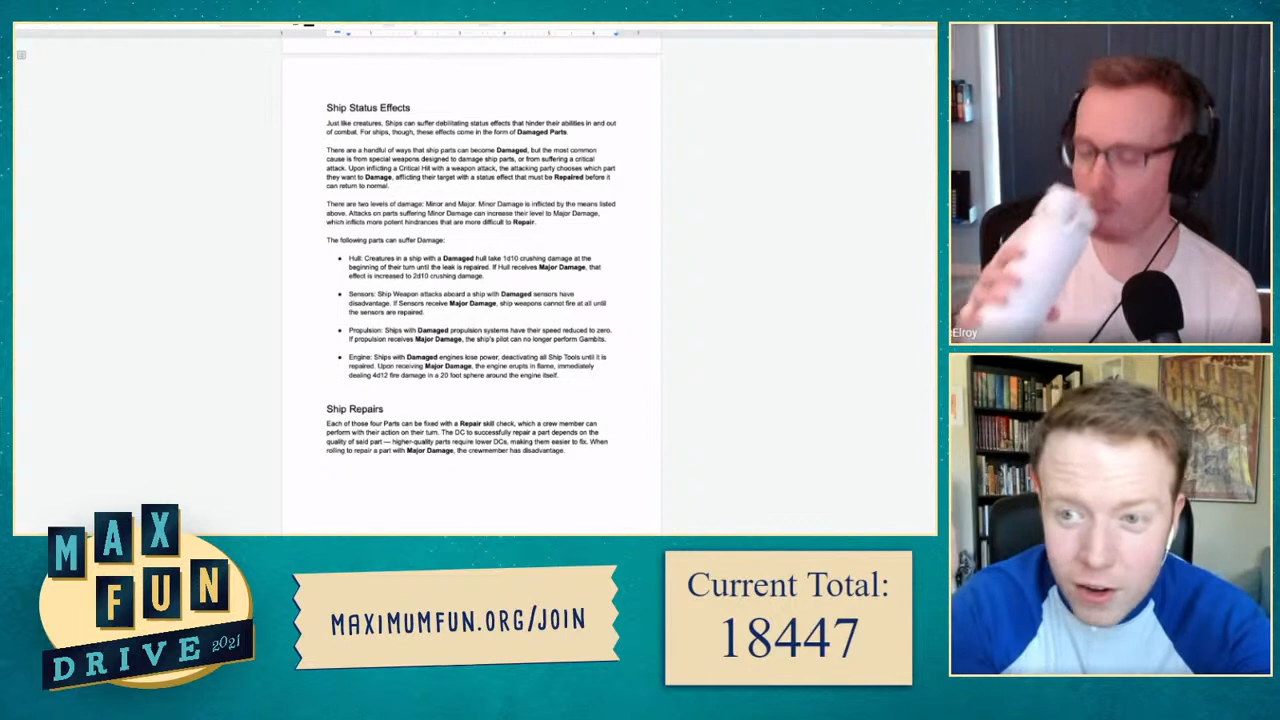 Ship Status Effects
Just like creatures, Ships can suffer debilitating status effects that hinder their abilities in and out
of combat. For ships, though, these effects come in the form of Damaged Parts.
There are a handful of ways that ship parts can become Damaged, but the most common
cause is from special weapons designed to damage ship parts, or from suffering a critical
attack. Upon inflicting a Critical Hit with a weapon attack, the attacking party chooses which part
they want to Damage, afflicting their target with a status effect that must be Repaired before it
can return to normal.
There are two levels of damage: Minor and Major. Minor Damage is inflicted by the means listed
above. Attacks on parts suffering Minor Damage can increase their level to Major Damage,
which inflicts more potent hindrances that are more difficult to Repair.
The following parts can suffer Damage:
● Hull: Creatures in a ship with a Damaged hull take 1d10 crushing damage at the
beginning of their turn until the leak is repaired. If Hull receives Major Damage, that
effect is increased to 2d10 crushing damage.
● Sensors: Ship Weapon attacks aboard a ship with Damaged sensors have
disadvantage. If Sensors receive Major Damage, ship weapons cannot fire at all until
the sensors are repaired.
● Propulsion: Ships with Damaged propulsion systems have their speed reduced to zero.
If propulsion receives Major Damage, the ship's pilot can no longer perform Gambits.
● Engine: Ships with Damaged engines lose power, deactivating all Ship Tools until it is
repaired. Upon receiving Major Damage, the engine erupts in flame, immediately
dealing 4d12 fire damage in a 20 foot sphere around the engine itself.
Ship Repairs
Each of those four Parts can be fixed with a Repair skill check, which a crew member can
perform with their action on their turn. The DC to successfully repair a part depends on the
quality of said part — higher-quality parts require lower DCs, making them easier to fix. When
rolling to repair a part with Major Damage, the crewmember has disadvantage.
Elroy
MAX
FUN
DRIVE 2021
MAXIMUMFUN.ORG/JOIN
Current Total:
18447